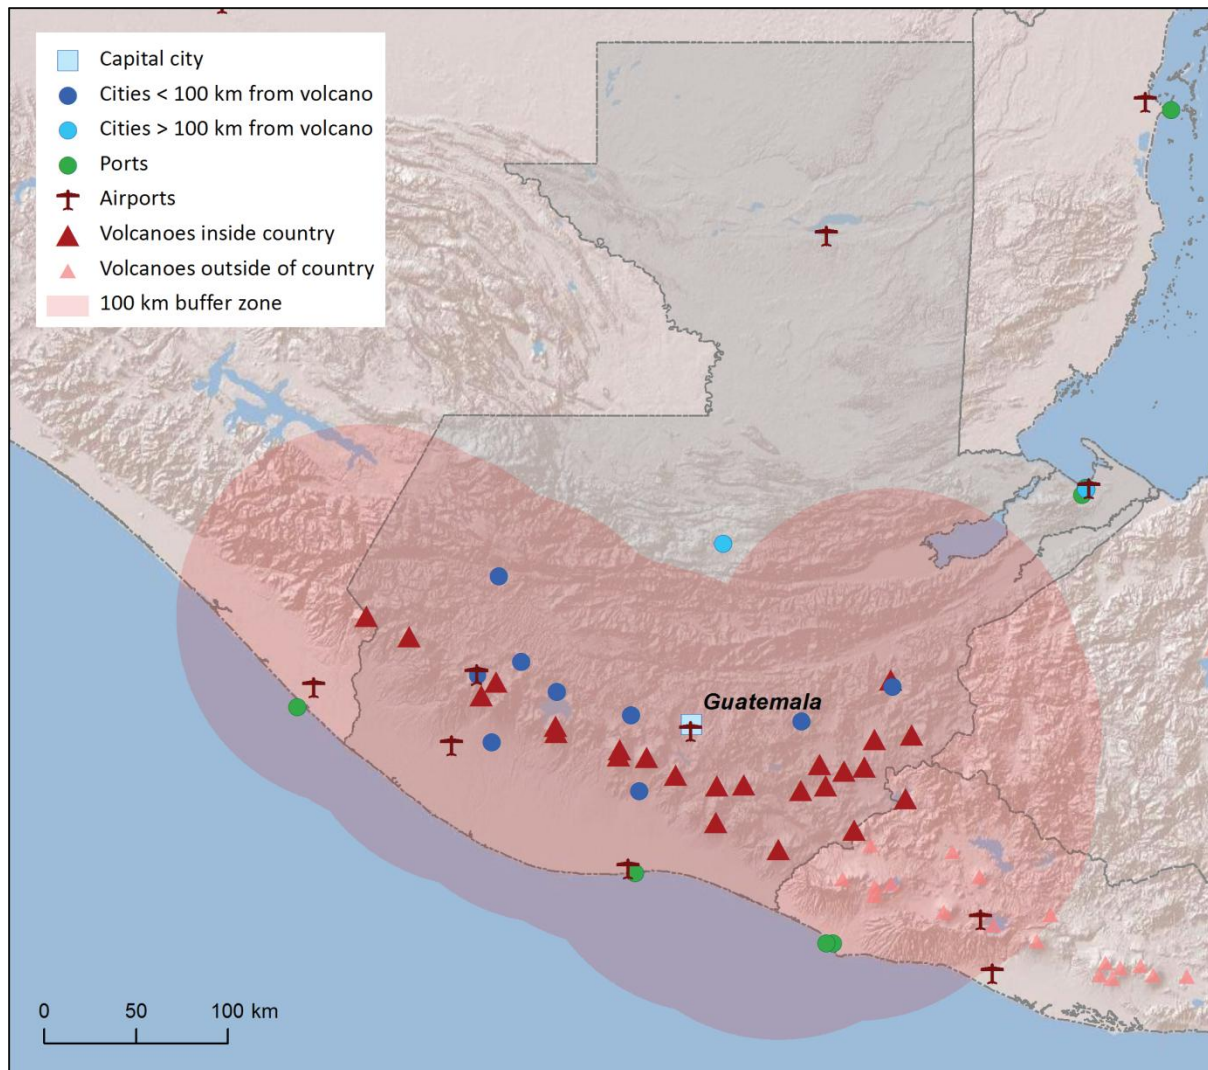 Capital city
Cities < 100 km from volcano
Cities > 100 km from volcano
Ports
Airports
Volcanoes inside country
Volcanoes outside of country
100 km buffer zone
Guatemala
0 50 100 km